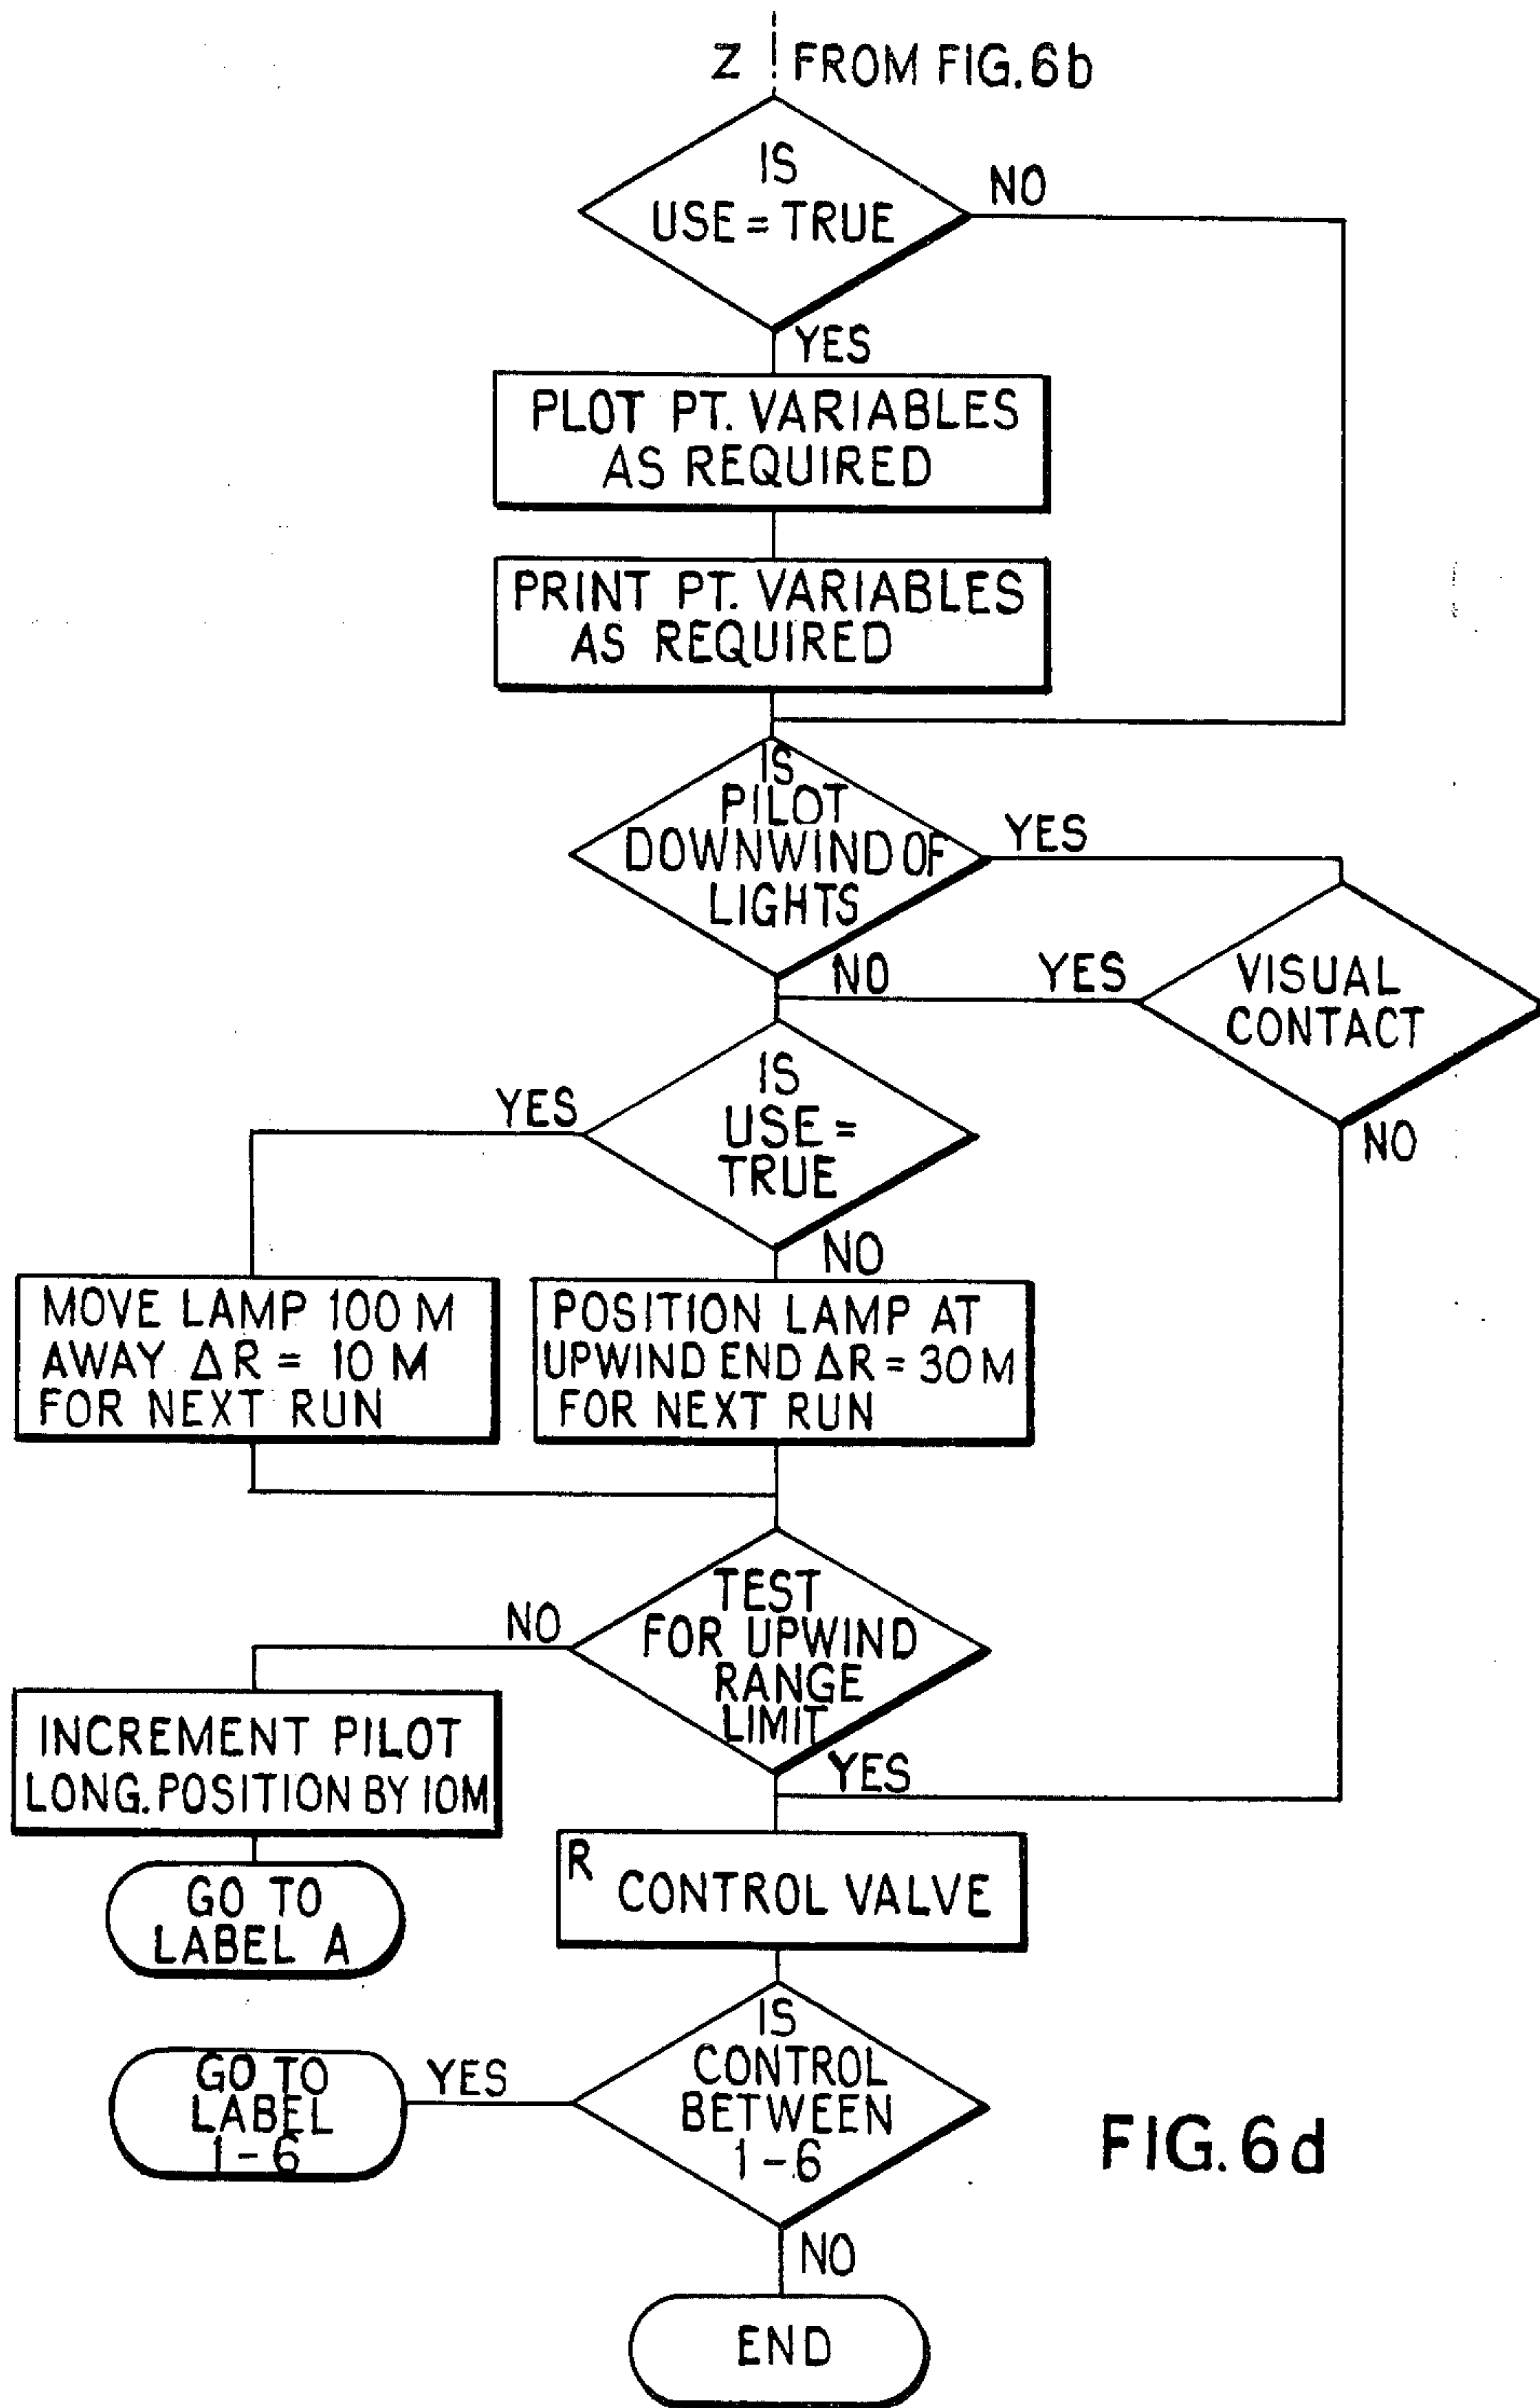 Z FROM FIG. 6b
IS
USE = TRUE
NO
YES
PLOT PT. VARIABLES
AS REQUIRED
PRINT PT. VARIABLES
AS REQUIRED
IS
PILOT
DOWNWIND OF
LIGHTS
YES
NO
YES
VISUAL
CONTACT
NO
IS
USE =
TRUE
YES
NO
MOVE LAMP 100 M
AWAY ΔR = 10 M
FOR NEXT RUN
POSITION LAMP AT
UPWIND END ΔR = 30 M
FOR NEXT RUN
TEST
FOR UPWIND
RANGE
LIMIT
NO
YES
INCREMENT PILOT
LONG. POSITION BY 10M
GO TO
LABEL A
R CONTROL VALVE
IS
CONTROL
BETWEEN
1-6
YES
GO TO
LABEL
1-6
NO
END
FIG. 6d